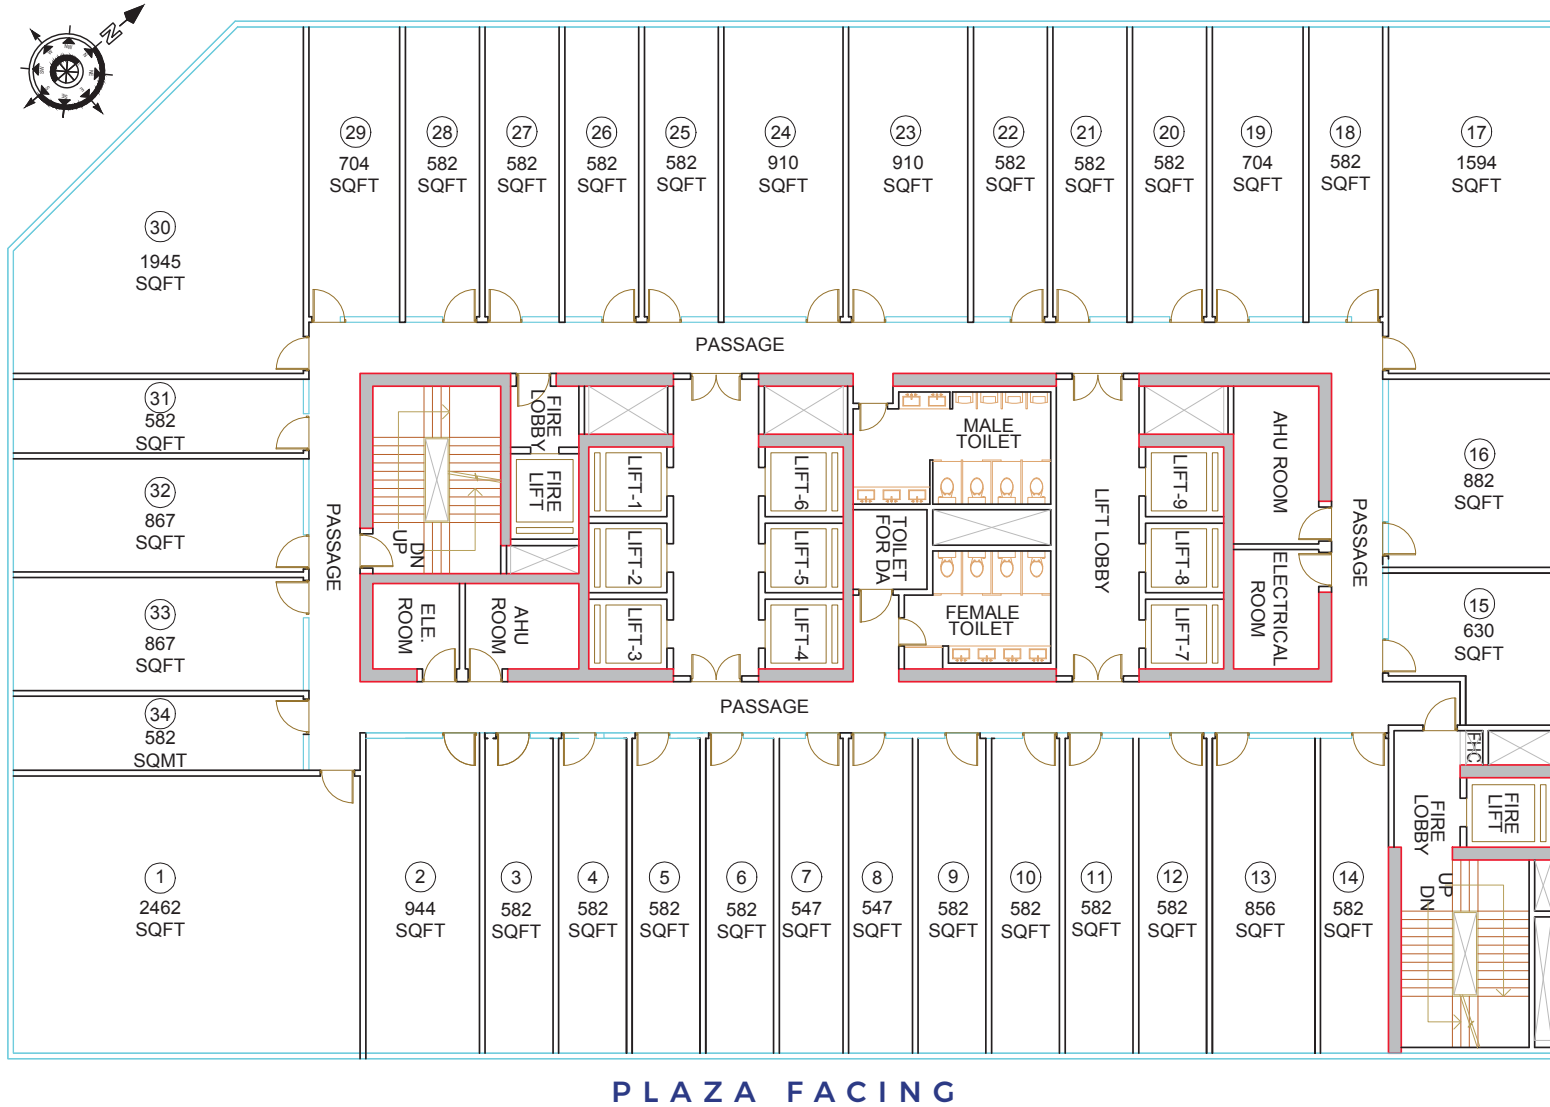 N
29
704
SQFT
28
582
SQFT
27
582
SQFT
26
582
SQFT
25
582
SQFT
24
910
SQFT
23
910
SQFT
22
582
SQFT
21
582
SQFT
20
582
SQFT
19
704
SQFT
18
582
SQFT
17
1594
SQFT
30
1945
SQFT
PASSAGE
31
582
SQFT
32
867
SQFT
33
867
SQFT
34
582
SQMT
PASSAGE
UP
DN
FIRE
LOBBY
FIRE
LIFT
ELE.
ROOM
AHU
ROOM
LIFT-1
LIFT-2
LIFT-3
LIFT-6
LIFT-5
LIFT-4
MALE
TOILET
TOILET
FOR DA
FEMALE
TOILET
LIFT LOBBY
LIFT-9
LIFT-8
LIFT-7
AHU ROOM
ELECTRICAL
ROOM
PASSAGE
16
882
SQFT
15
630
SQFT
PASSAGE
1
2462
SQFT
2
944
SQFT
3
582
SQFT
4
582
SQFT
5
582
SQFT
6
582
SQFT
7
547
SQFT
8
547
SQFT
9
582
SQFT
10
582
SQFT
11
582
SQFT
12
582
SQFT
13
856
SQFT
14
582
SQFT
FHC
FIRE
LOBBY
FIRE
LIFT
UP
DN
PLAZA FACING